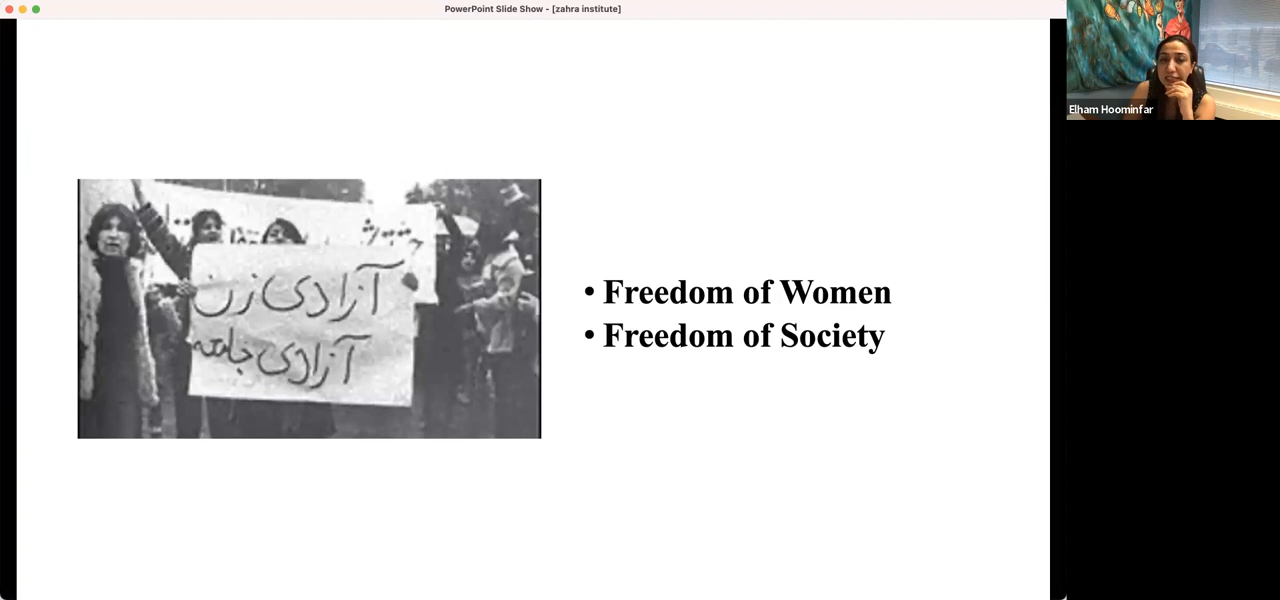 PowerPoint Slide Show - [zahra institute]
Elham Hoominfar
آزادی زن
آزادی جامعه
• Freedom of Women
• Freedom of Society